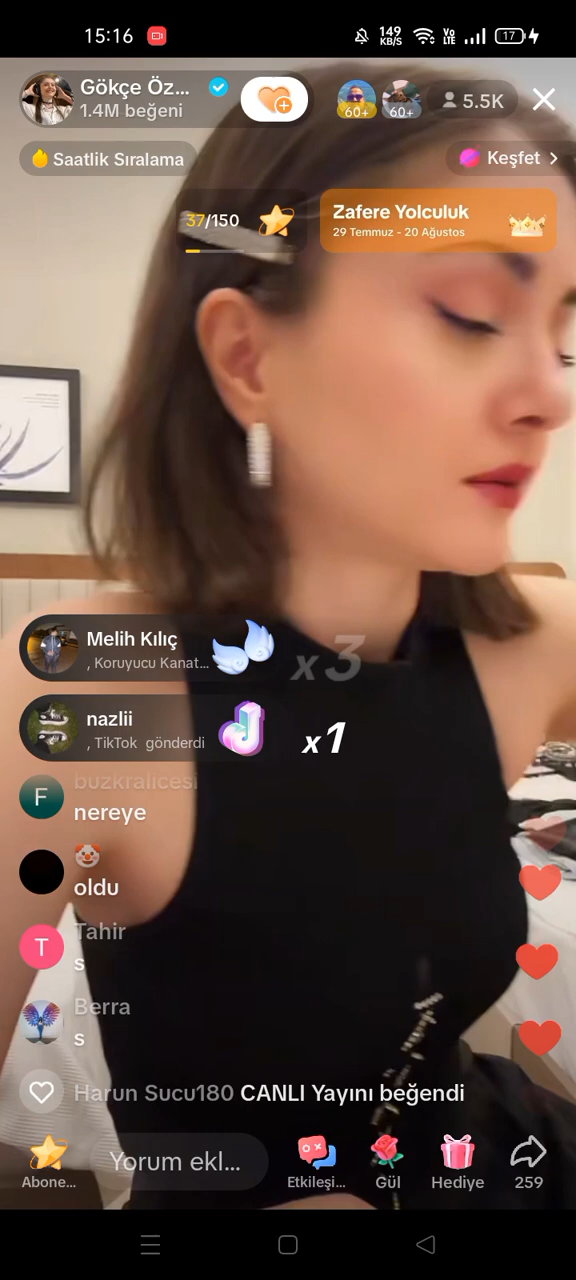 15:16
149 KB/S
Vo LTE
17
Gökçe Öz...
1.4M beğeni
60+
60+
5.5K
Saatlik Sıralama
Keşfet
37/150
Zafere Yolculuk
29 Temmuz - 20 Ağustos
Melih Kılıç
, Koruyucu Kanat...
x3
nazlii
, TikTok gönderdi
x1
buzkralicesi
F
nereye
oldu
Tahir
T
s
Berra
s
Harun Sucu180 CANLI Yayını beğendi
Yorum ekl...
Abone...
Etkileşi...
Gül
Hediye
259